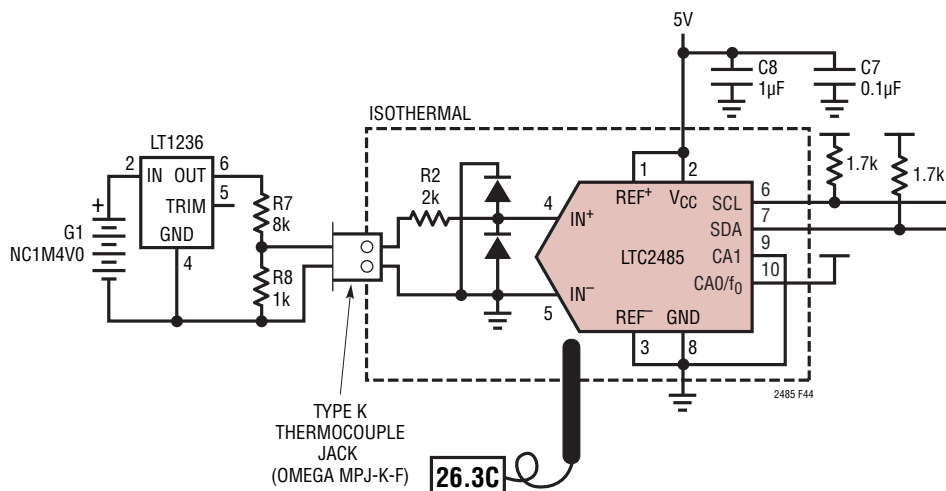 5V
C8
1µF
C7
0.1µF
ISOTHERMAL
LT1236
2
IN
OUT
6
5
TRIM
GND
4
+
G1
NC1M4V0
R7
8k
R8
1k
R2
2k
4
IN+
IN–
5
1
2
REF+
VCC
LTC2485
REF–
GND
3
8
SCL
6
SDA
7
CA1
9
CA0/f0
10
1.7k
1.7k
2485 F44
TYPE K
THERMOCOUPLE
JACK
(OMEGA MPJ-K-F)
26.3C